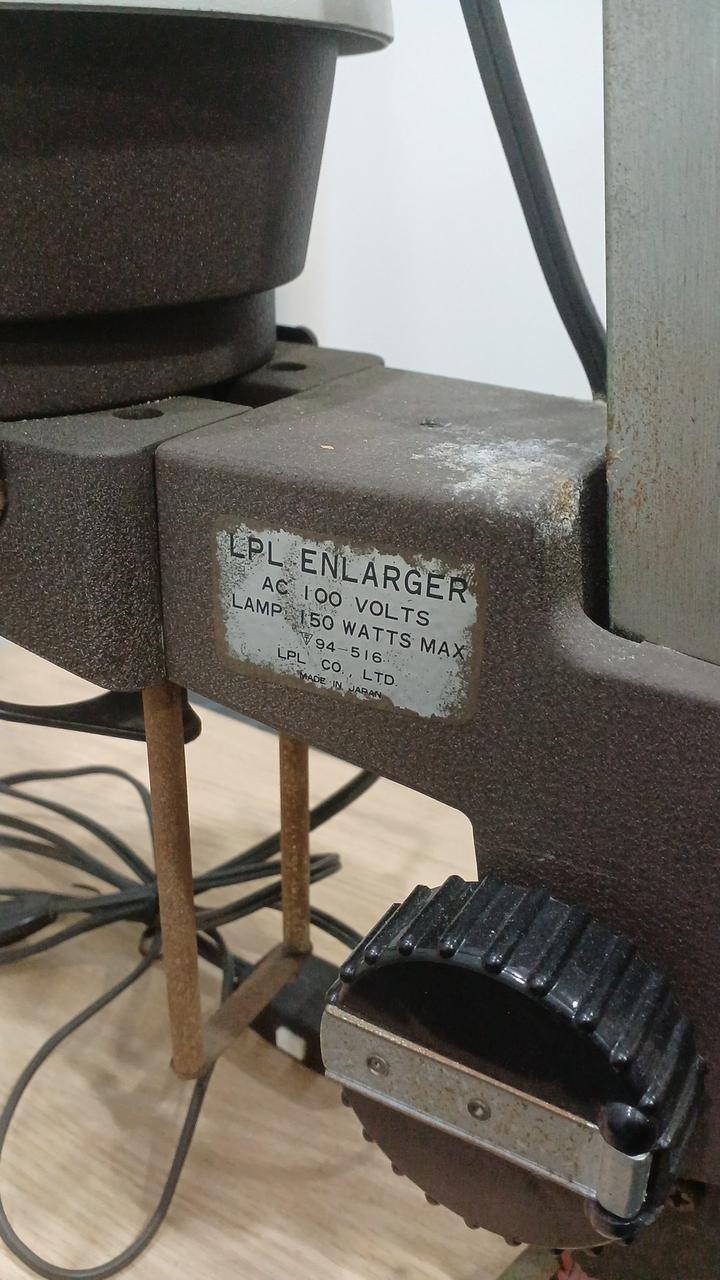 LPL ENLARGER
AC 100 VOLTS
LAMP 150 WATTS MAX
▽94-516
LPL CO., LTD.
MADE IN JAPAN